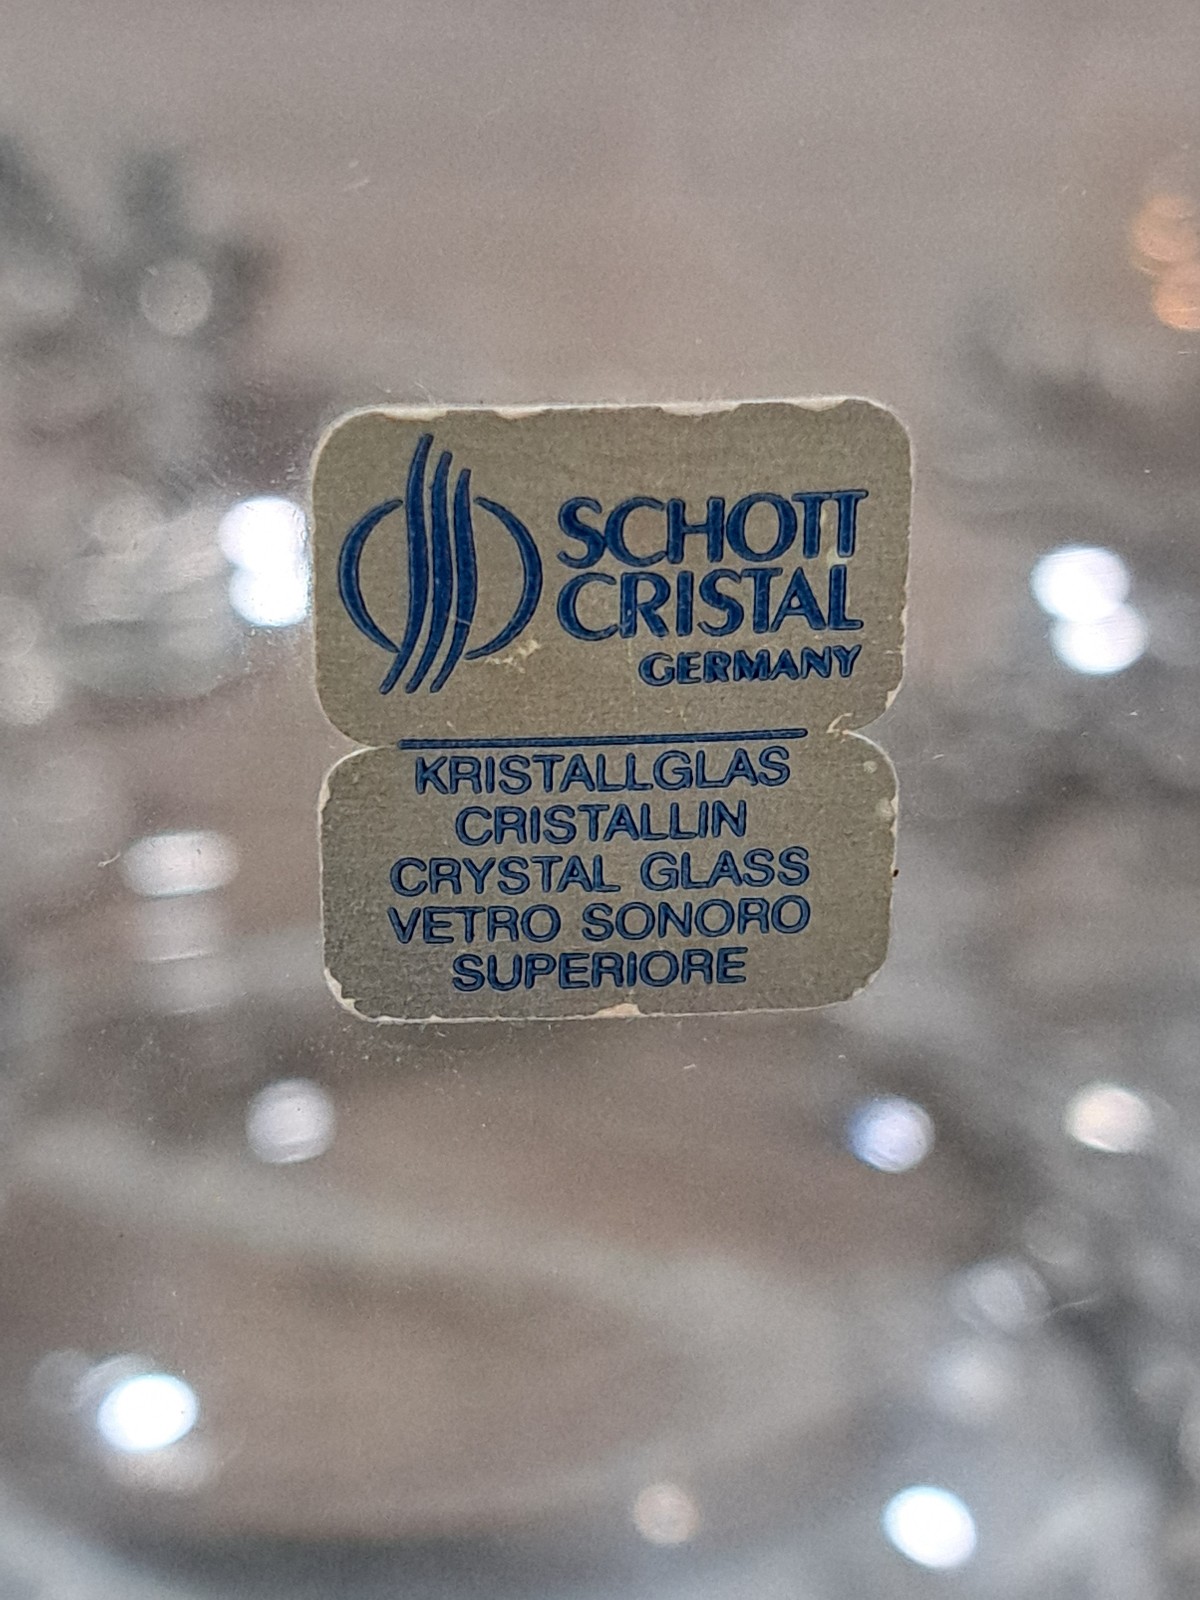 SCHOTT
CRISTAL
GERMANY
KRISTALLGLAS
CRISTALLIN
CRYSTAL GLASS
VETRO SONORO
SUPERIORE